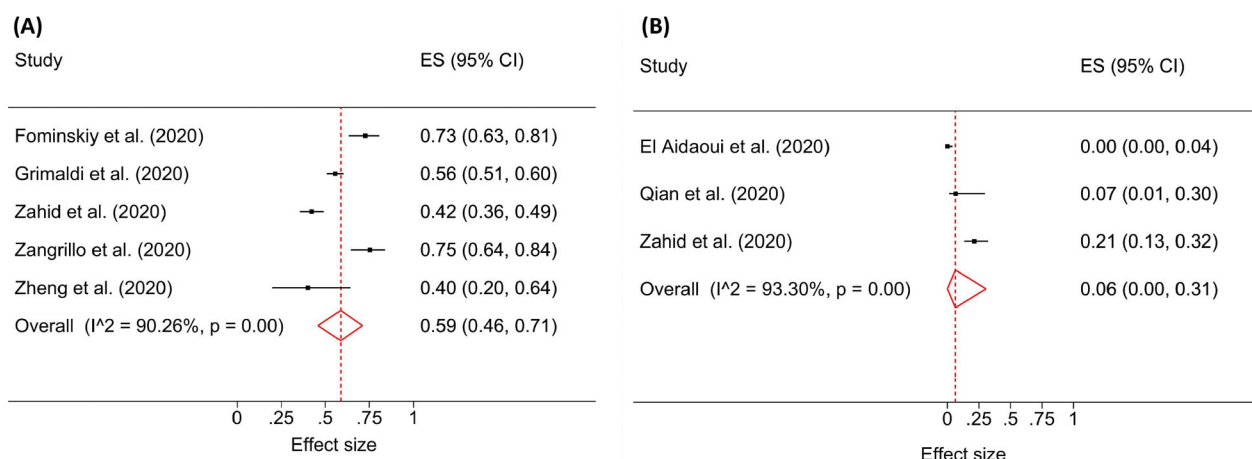 (A)
Study ES (95% CI)
Fominskiy et al. (2020) 0.73 (0.63, 0.81)
Grimaldi et al. (2020) 0.56 (0.51, 0.60)
Zahid et al. (2020) 0.42 (0.36, 0.49)
Zangrillo et al. (2020) 0.75 (0.64, 0.84)
Zheng et al. (2020) 0.40 (0.20, 0.64)
Overall (I^2 = 90.26%, p = 0.00) 0.59 (0.46, 0.71)
0 .25 .5 .75 1
Effect size
(B)
Study ES (95% CI)
El Aidaoui et al. (2020) 0.00 (0.00, 0.04)
Qian et al. (2020) 0.07 (0.01, 0.30)
Zahid et al. (2020) 0.21 (0.13, 0.32)
Overall (I^2 = 93.30%, p = 0.00) 0.06 (0.00, 0.31)
0 .25 .5 .75 1
Effect size